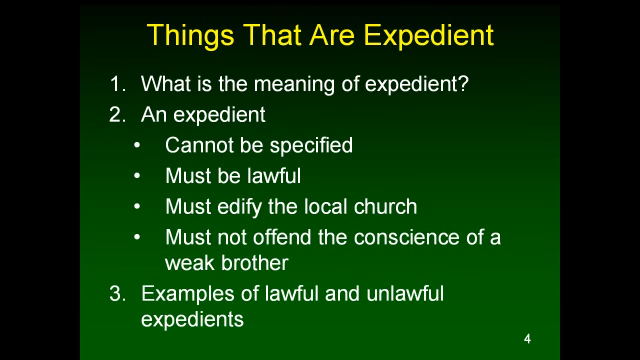 Things That Are Expedient
1. What is the meaning of expedient?
2. An expedient
• Cannot be specified
• Must be lawful
• Must edify the local church
• Must not offend the conscience of a
weak brother
3. Examples of lawful and unlawful
expedients
4